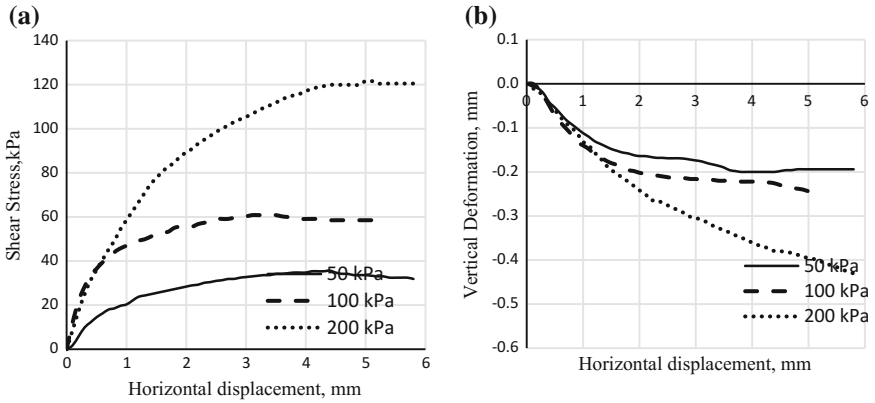 (a)
140
120
100
80
60
40
20
0
Shear Stress,kPa
0 1 2 3 4 5 6
Horizontal displacement, mm
50 kPa
100 kPa
200 kPa
(b)
0.1
0.0
-0.1
-0.2
-0.3
-0.4
-0.5
-0.6
Vertical Deformation, mm
0 1 2 3 4 5 6
50 kPa
100 kPa
200 kPa
Horizontal displacement, mm